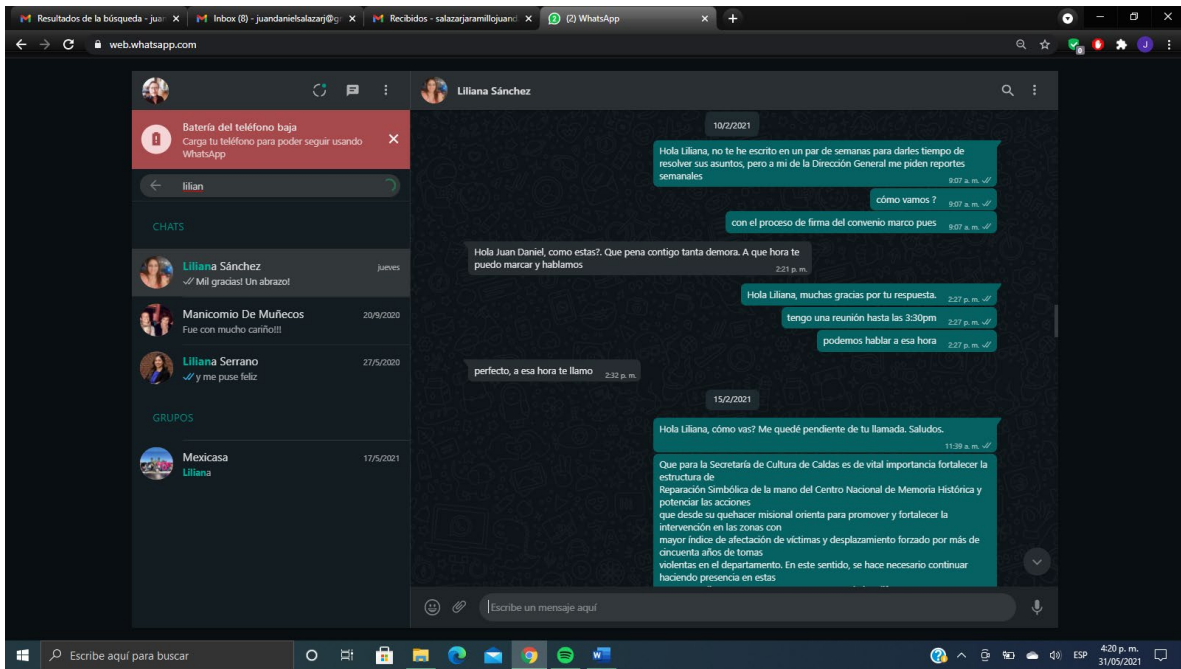 Resultados de la búsqueda - juan
Inbox (8) - juandanielsalazarj@g
Recibidos - salazarjaramillojuand
(2) WhatsApp
web.whatsapp.com
Liliana Sánchez
Batería del teléfono baja
Carga tu teléfono para poder seguir usando
WhatsApp
lilian
CHATS
Liliana Sánchez
jueves
Mil gracias! Un abrazo!
Manicomio De Muñecos
20/9/2020
Fue con mucho cariño!!!
Liliana Serrano
27/5/2020
y me puse feliz
GRUPOS
Mexicasa
17/5/2021
Liliana
10/2/2021
Hola Liliana, no te he escrito en un par de semanas para darles tiempo de
resolver sus asuntos, pero a mi de la Dirección General me piden reportes
semanales
9:07 a. m.
cómo vamos ?
9:07 a. m.
con el proceso de firma del convenio marco pues
9:07 a. m.
Hola Juan Daniel, como estas?. Que pena contigo tanta demora. A que hora te
puedo marcar y hablamos
2:21 p. m.
Hola Liliana, muchas gracias por tu respuesta.
2:27 p. m.
tengo una reunión hasta las 3:30pm
2:27 p. m.
podemos hablar a esa hora
2:27 p. m.
perfecto, a esa hora te llamo
2:32 p. m.
15/2/2021
Hola Liliana, cómo vas? Me quedé pendiente de tu llamada. Saludos.
11:39 a. m.
Que para la Secretaría de Cultura de Caldas es de vital importancia fortalecer la
estructura de
Reparación Simbólica de la mano del Centro Nacional de Memoria Histórica y
potenciar las acciones
que desde su quehacer misional orienta para promover y fortalecer la
intervención en las zonas con
mayor índice de afectación de víctimas y desplazamiento forzado por más de
cincuenta años de tomas
violentas en el departamento. En este sentido, se hace necesario continuar
haciendo presencia en estas
Escribe un mensaje aquí
Escribe aquí para buscar
ESP
4:20 p. m.
31/05/2021